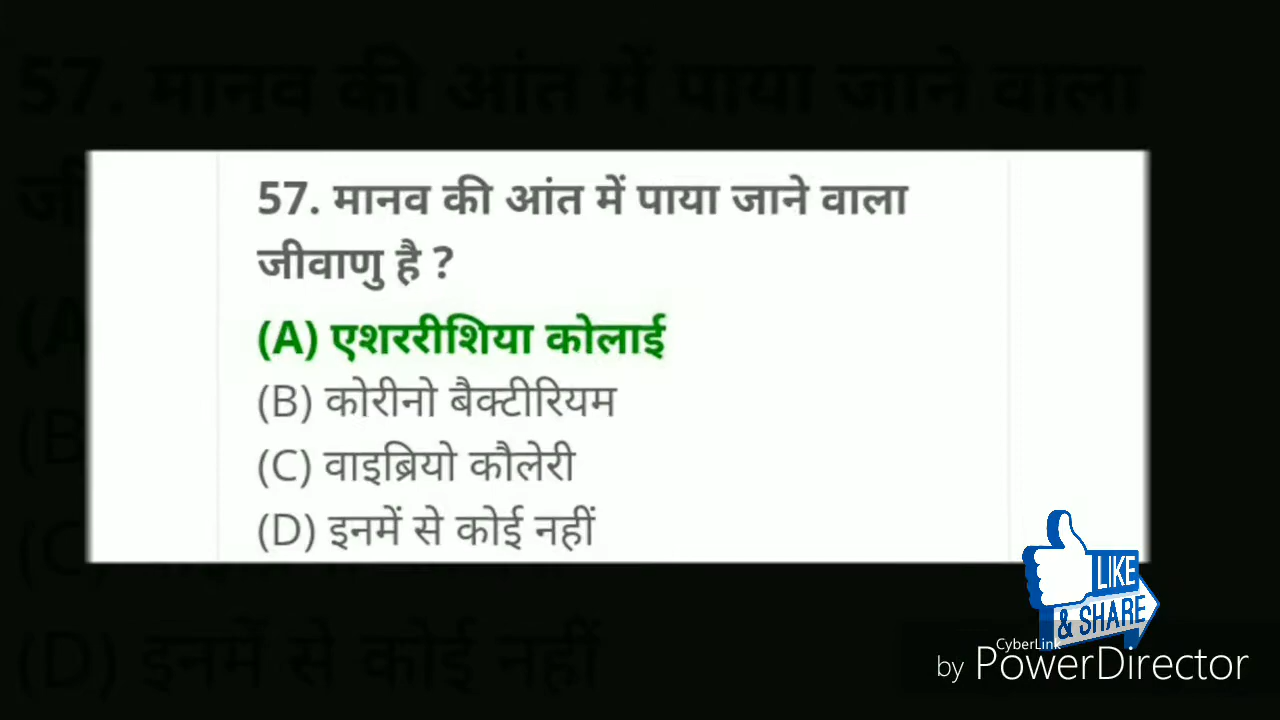 57. मानव की आंत में पाया जाने वाला
जीवाणु है ?
(A) एशररीशिया कोलाई
(B) कोरीनो बैक्टीरियम
(C) वाइब्रियो कौलेरी
(D) इनमें से कोई नहीं
LIKE
& SHARE
CyberLink
by PowerDirector